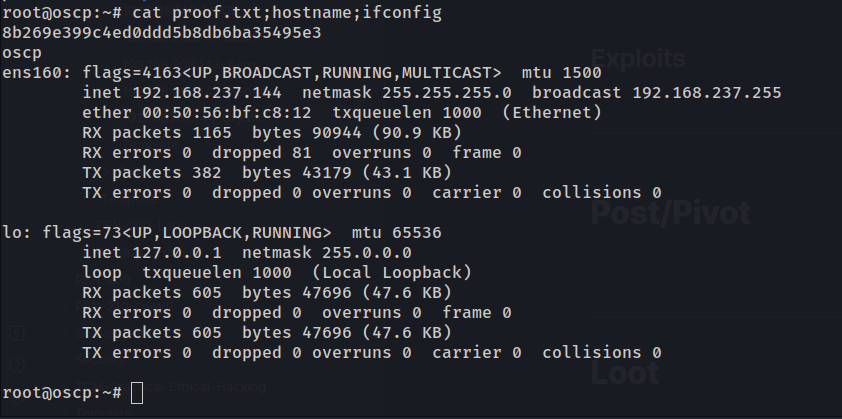 root@oscp:~# cat proof.txt;hostname;ifconfig
8b269e399c4ed0ddd5b8db6ba35495e3
oscp
ens160: flags=4163<UP,BROADCAST,RUNNING,MULTICAST>  mtu 1500
        inet 192.168.237.144  netmask 255.255.255.0  broadcast 192.168.237.255
        ether 00:50:56:bf:c8:12  txqueuelen 1000  (Ethernet)
        RX packets 1165  bytes 90944 (90.9 KB)
        RX errors 0  dropped 81  overruns 0  frame 0
        TX packets 382  bytes 43179 (43.1 KB)
        TX errors 0  dropped 0 overruns 0  carrier 0  collisions 0

lo: flags=73<UP,LOOPBACK,RUNNING>  mtu 65536
        inet 127.0.0.1  netmask 255.0.0.0
        loop  txqueuelen 1000  (Local Loopback)
        RX packets 605  bytes 47696 (47.6 KB)
        RX errors 0  dropped 0  overruns 0  frame 0
        TX packets 605  bytes 47696 (47.6 KB)
        TX errors 0  dropped 0 overruns 0  carrier 0  collisions 0

root@oscp:~#
Exploits
Post/Pivot
Loot
-Ethical-Hacking